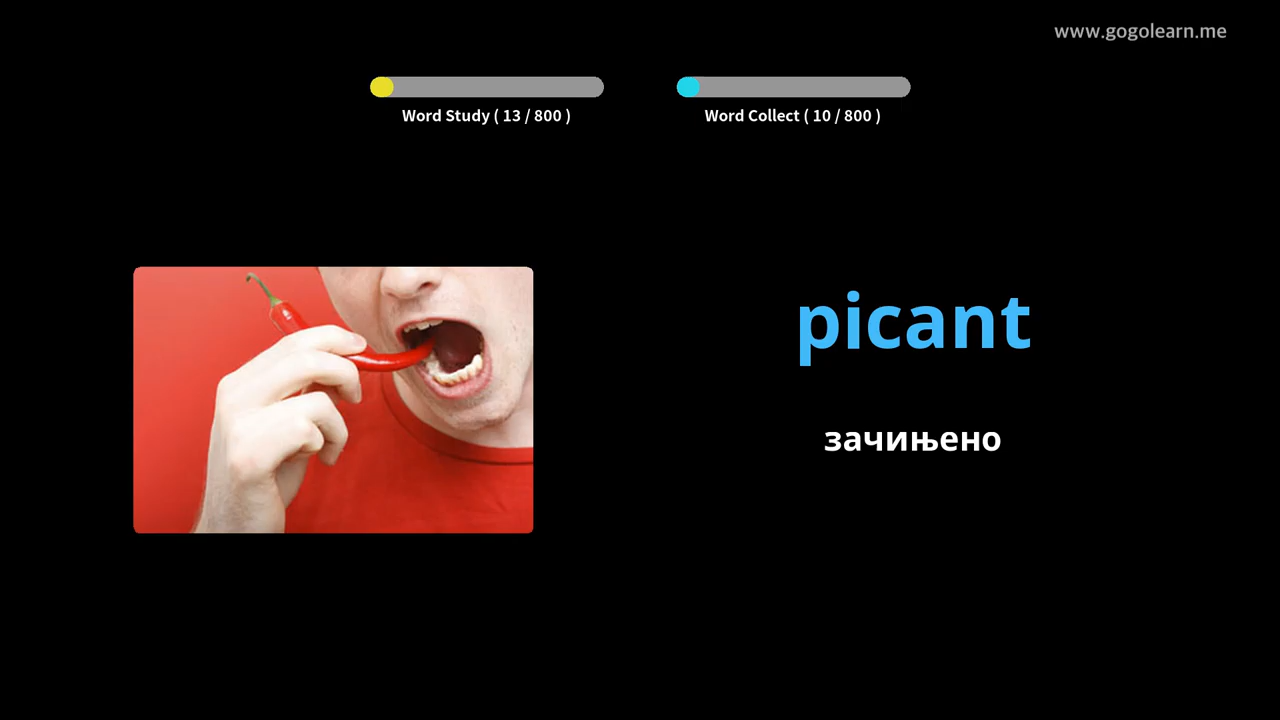 www.gogolearn.me
Word Study ( 13 / 800 )
Word Collect ( 10 / 800 )
picant
зачињено